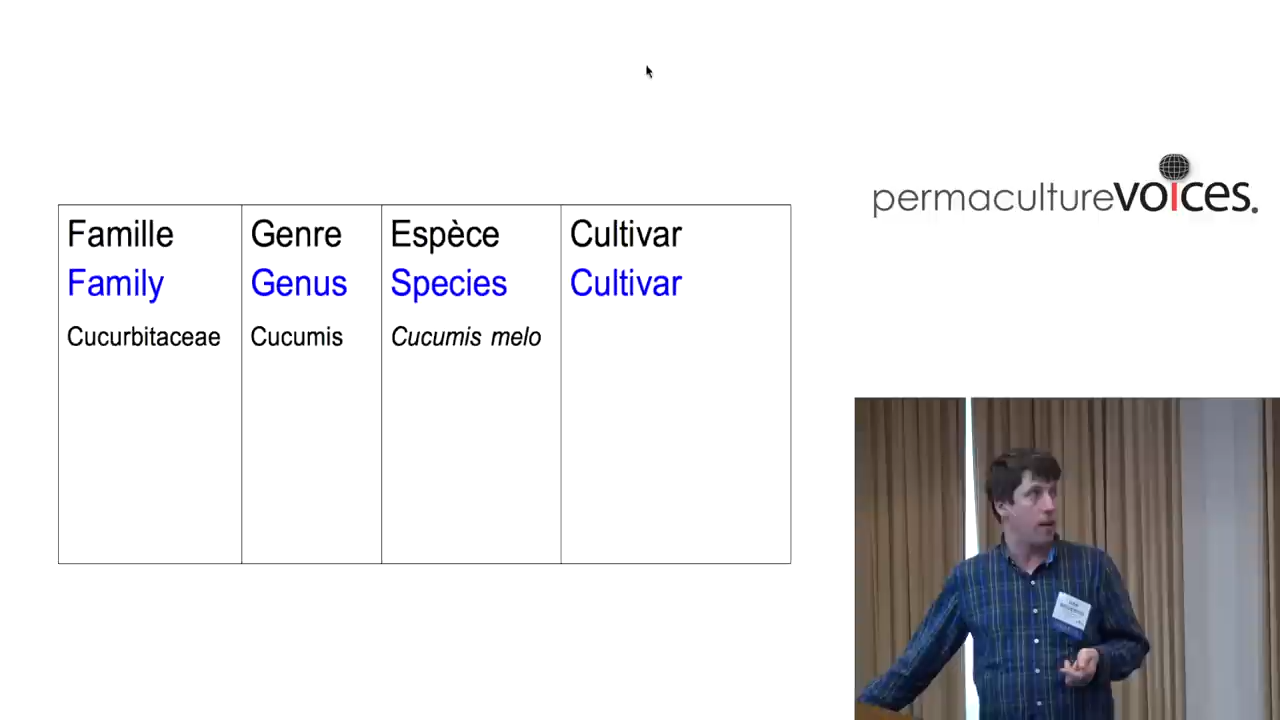 permaculturevoices.
Famille Genre Espèce Cultivar
Family Genus Species Cultivar
Cucurbitaceae Cucumis Cucumis melo